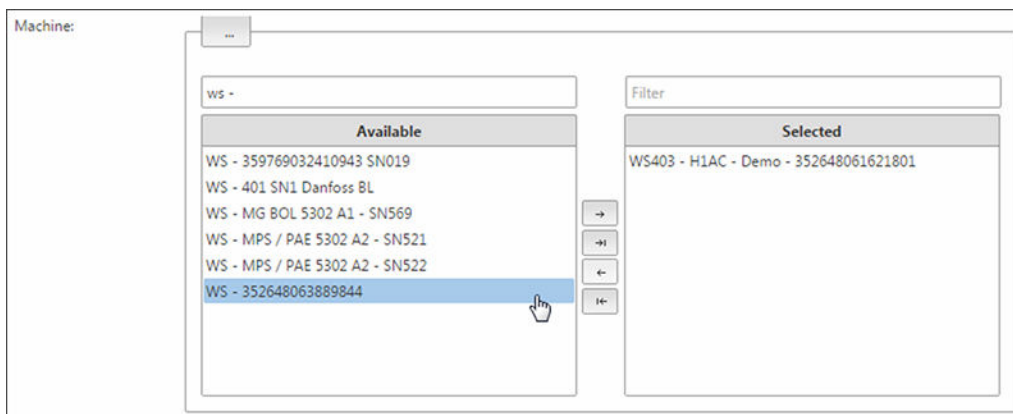 Machine:
...
ws -
Filter
Available
Selected
WS - 359769032410943 SN019
WS - 401 SN1 Danfoss BL
WS - MG BOL 5302 A1 - SN569
WS - MPS / PAE 5302 A2 - SN521
WS - MPS / PAE 5302 A2 - SN522
WS - 352648063889844
WS403 - H1AC - Demo - 352648061621801